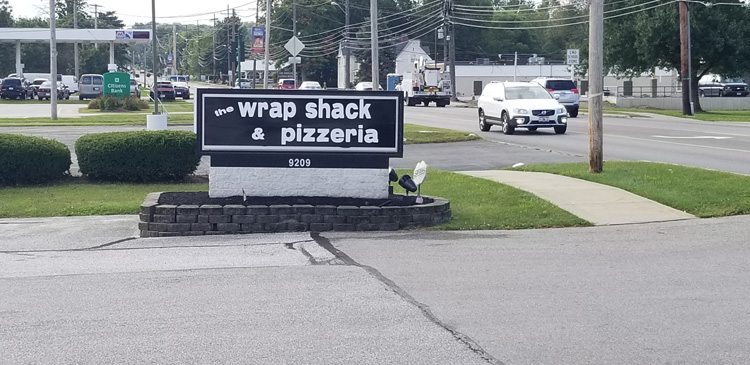 the wrap shack
& pizzeria
9209
Citizens
Bank